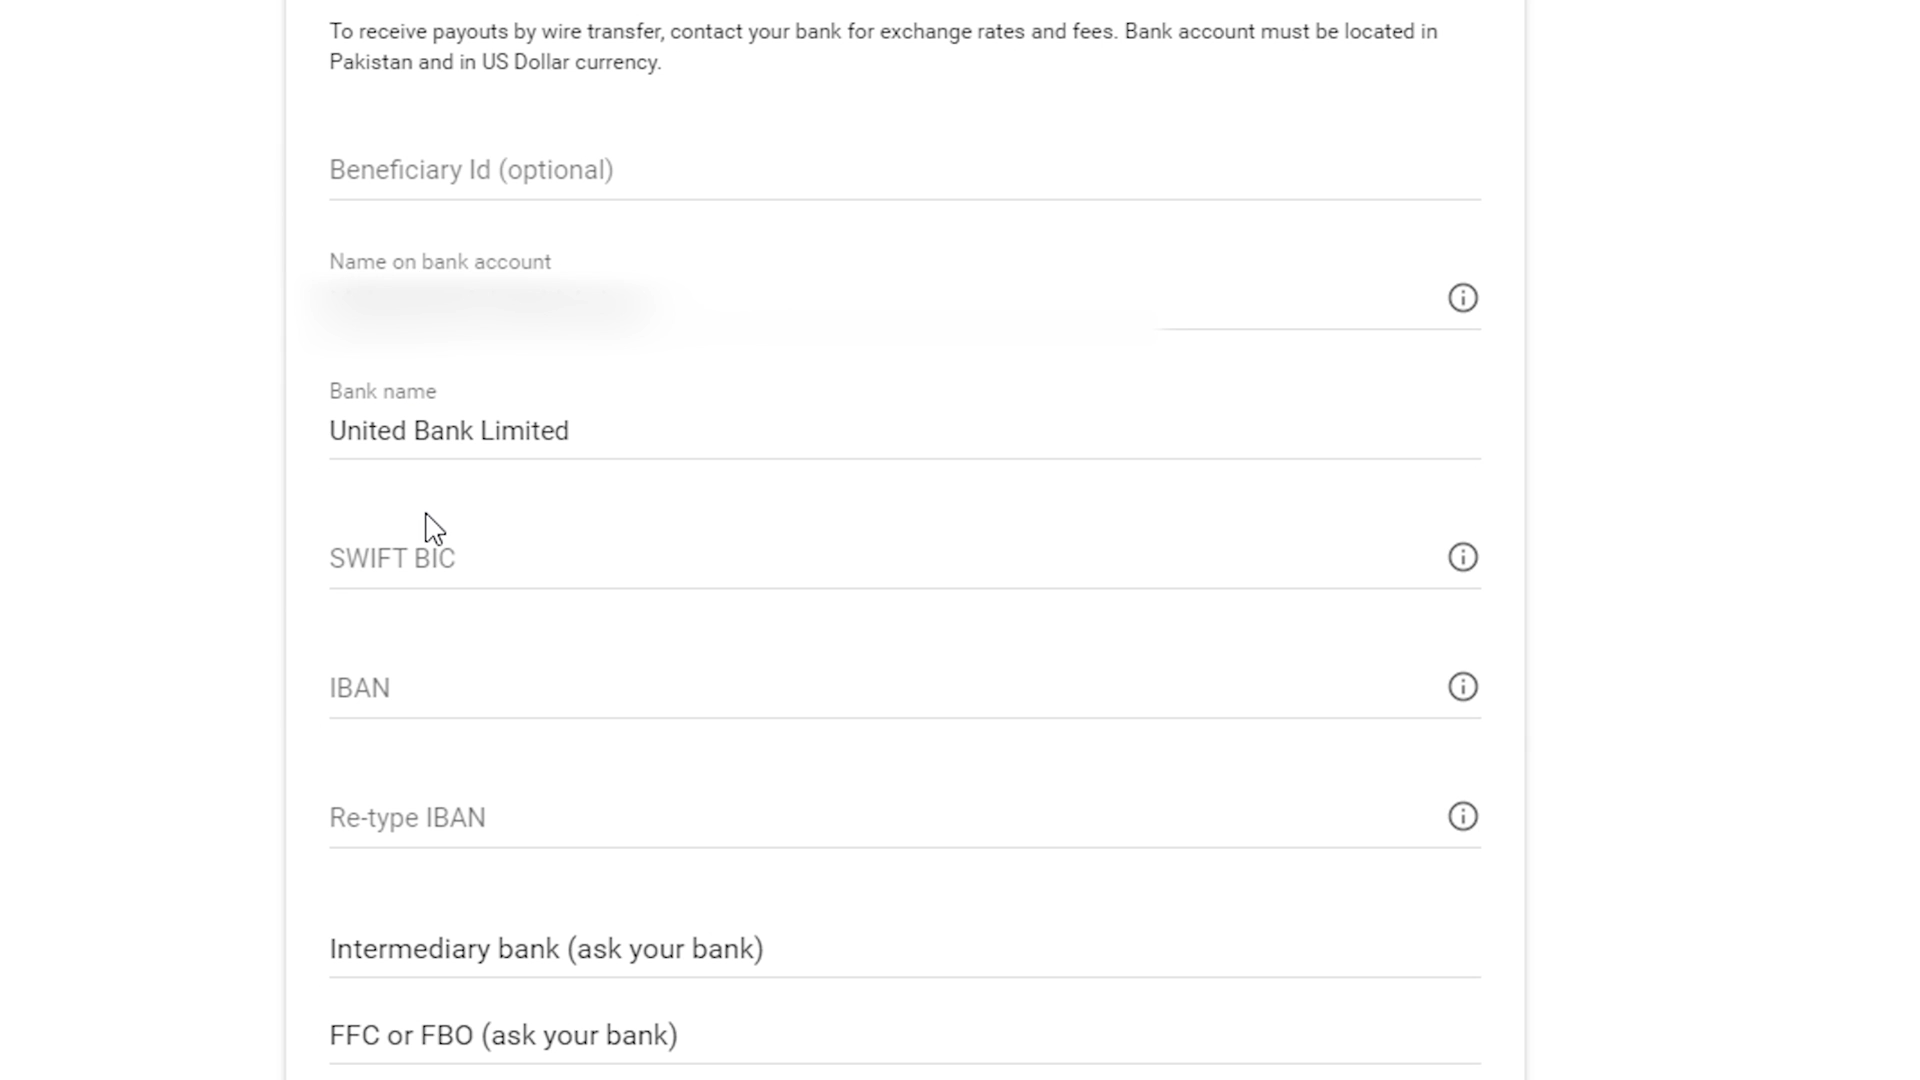 To receive payouts by wire transfer, contact your bank for exchange rates and fees. Bank account must be located in
Pakistan and in US Dollar currency.
Beneficiary Id (optional)
Name on bank account
Bank name
United Bank Limited
SWIFT BIC
IBAN
Re-type IBAN
Intermediary bank (ask your bank)
FFC or FBO (ask your bank)